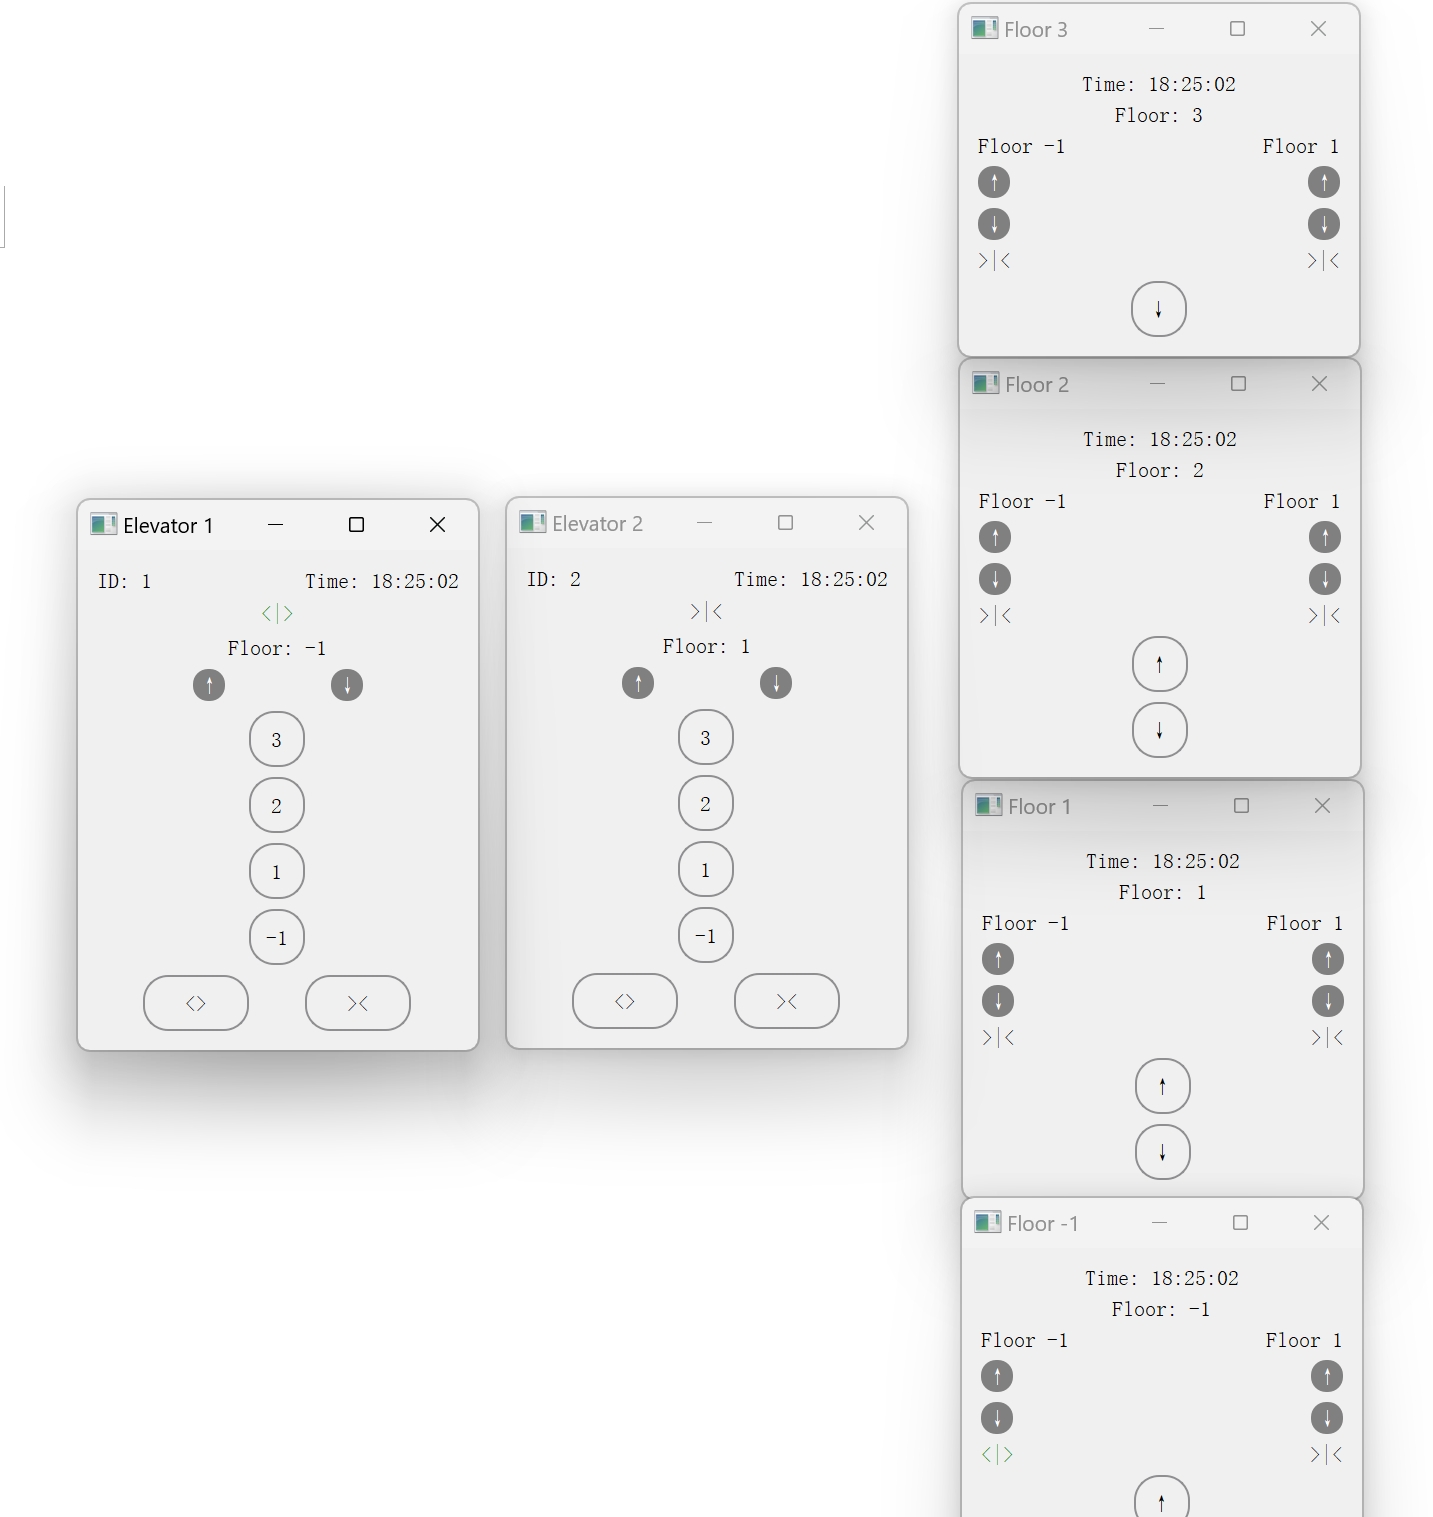 Floor 3
Time: 18:25:02
Floor: 3
Floor -1 Floor 1
↑ ↑
↓ ↓
>|< >|<
↓
Floor 2
Time: 18:25:02
Floor: 2
Floor -1 Floor 1
↑ ↑
↓ ↓
>|< >|<
↑
↓
Elevator 1
ID: 1 Time: 18:25:02
<|>
Floor: -1
↑ ↓
3
2
1
-1
<> ><
Elevator 2
ID: 2 Time: 18:25:02
>|<
Floor: 1
↑ ↓
3
2
1
-1
<> ><
Floor 1
Time: 18:25:02
Floor: 1
Floor -1 Floor 1
↑ ↑
↓ ↓
>|< >|<
↑
↓
Floor -1
Time: 18:25:02
Floor: -1
Floor -1 Floor 1
↑ ↑
↓ ↓
<|> >|<
↑